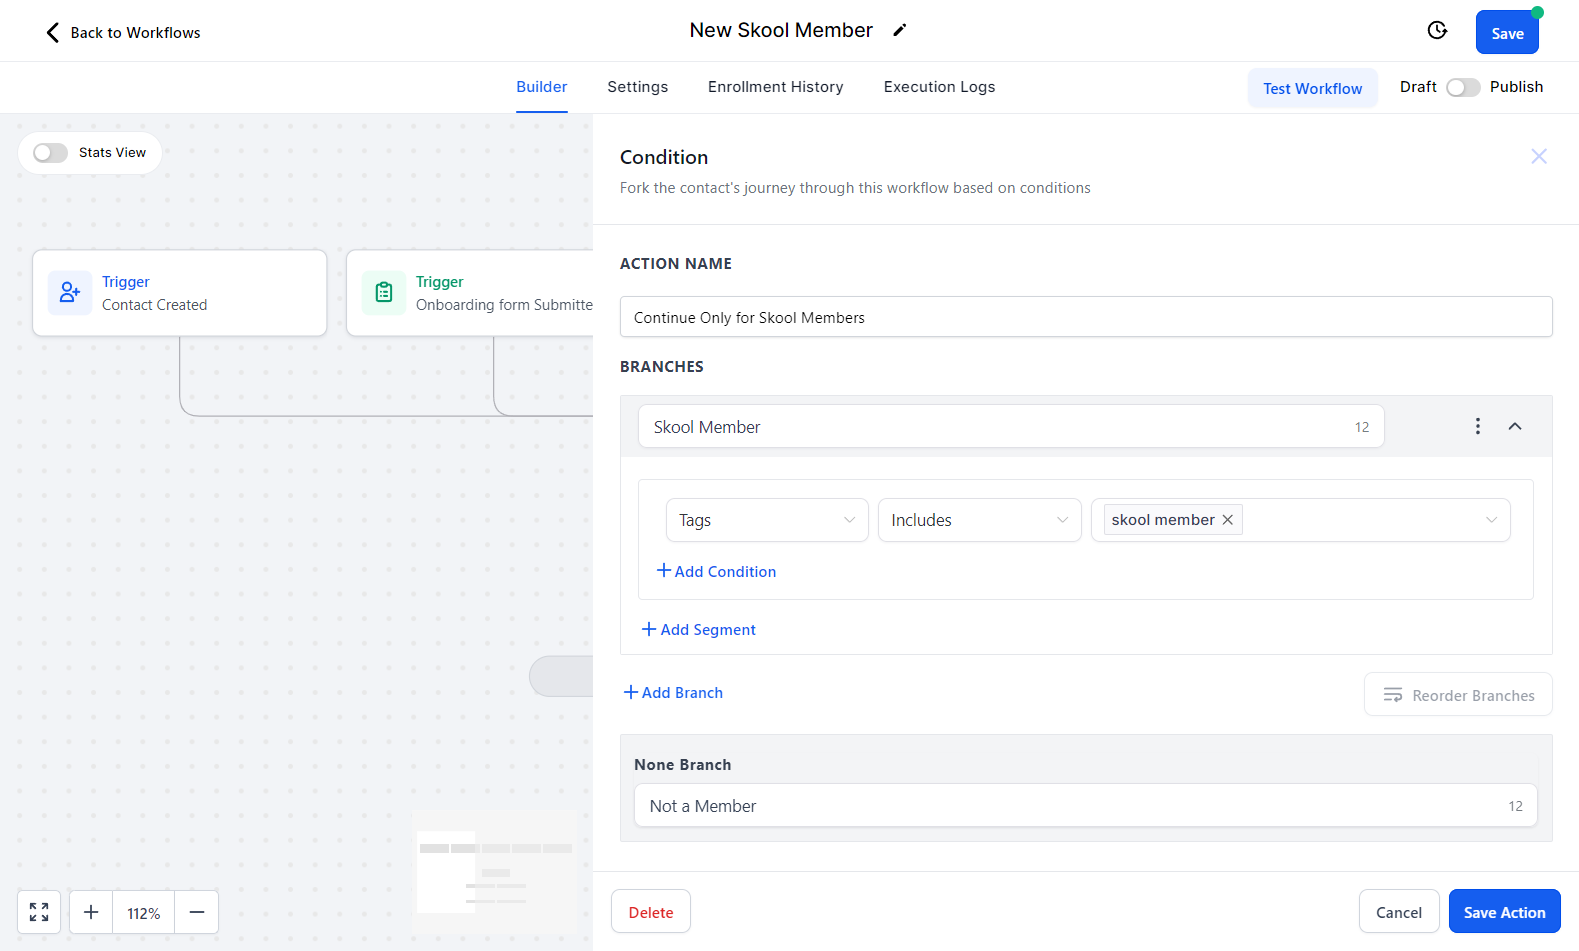 Back to Workflows
New Skool Member
Save
Builder
Settings
Enrollment History
Execution Logs
Test Workflow
Draft
Publish
Stats View
Trigger
Contact Created
Trigger
Onboarding form Submitte
Condition
Fork the contact's journey through this workflow based on conditions
ACTION NAME
Continue Only for Skool Members
BRANCHES
Skool Member
12
Tags
Includes
skool member
Add Condition
Add Segment
Add Branch
Reorder Branches
None Branch
Not a Member
12
112%
Delete
Cancel
Save Action